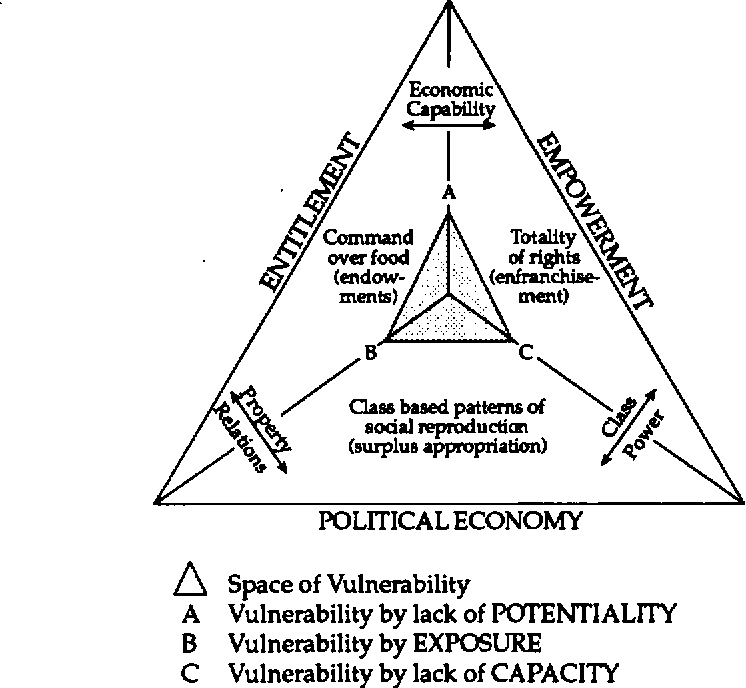 Economic
Capability
ENTITLEMENT
EMPOWERMENT
A
Command
over food
(endow-
ments)
Totality
of rights
(enfranchise-
ment)
B
C
Property
Relations
Class based patterns of
social reproduction
(surplus appropriation)
Class
Power
POLITICAL ECONOMY
Space of Vulnerability
A Vulnerability by lack of POTENTIALITY
B Vulnerability by EXPOSURE
C Vulnerability by lack of CAPACITY